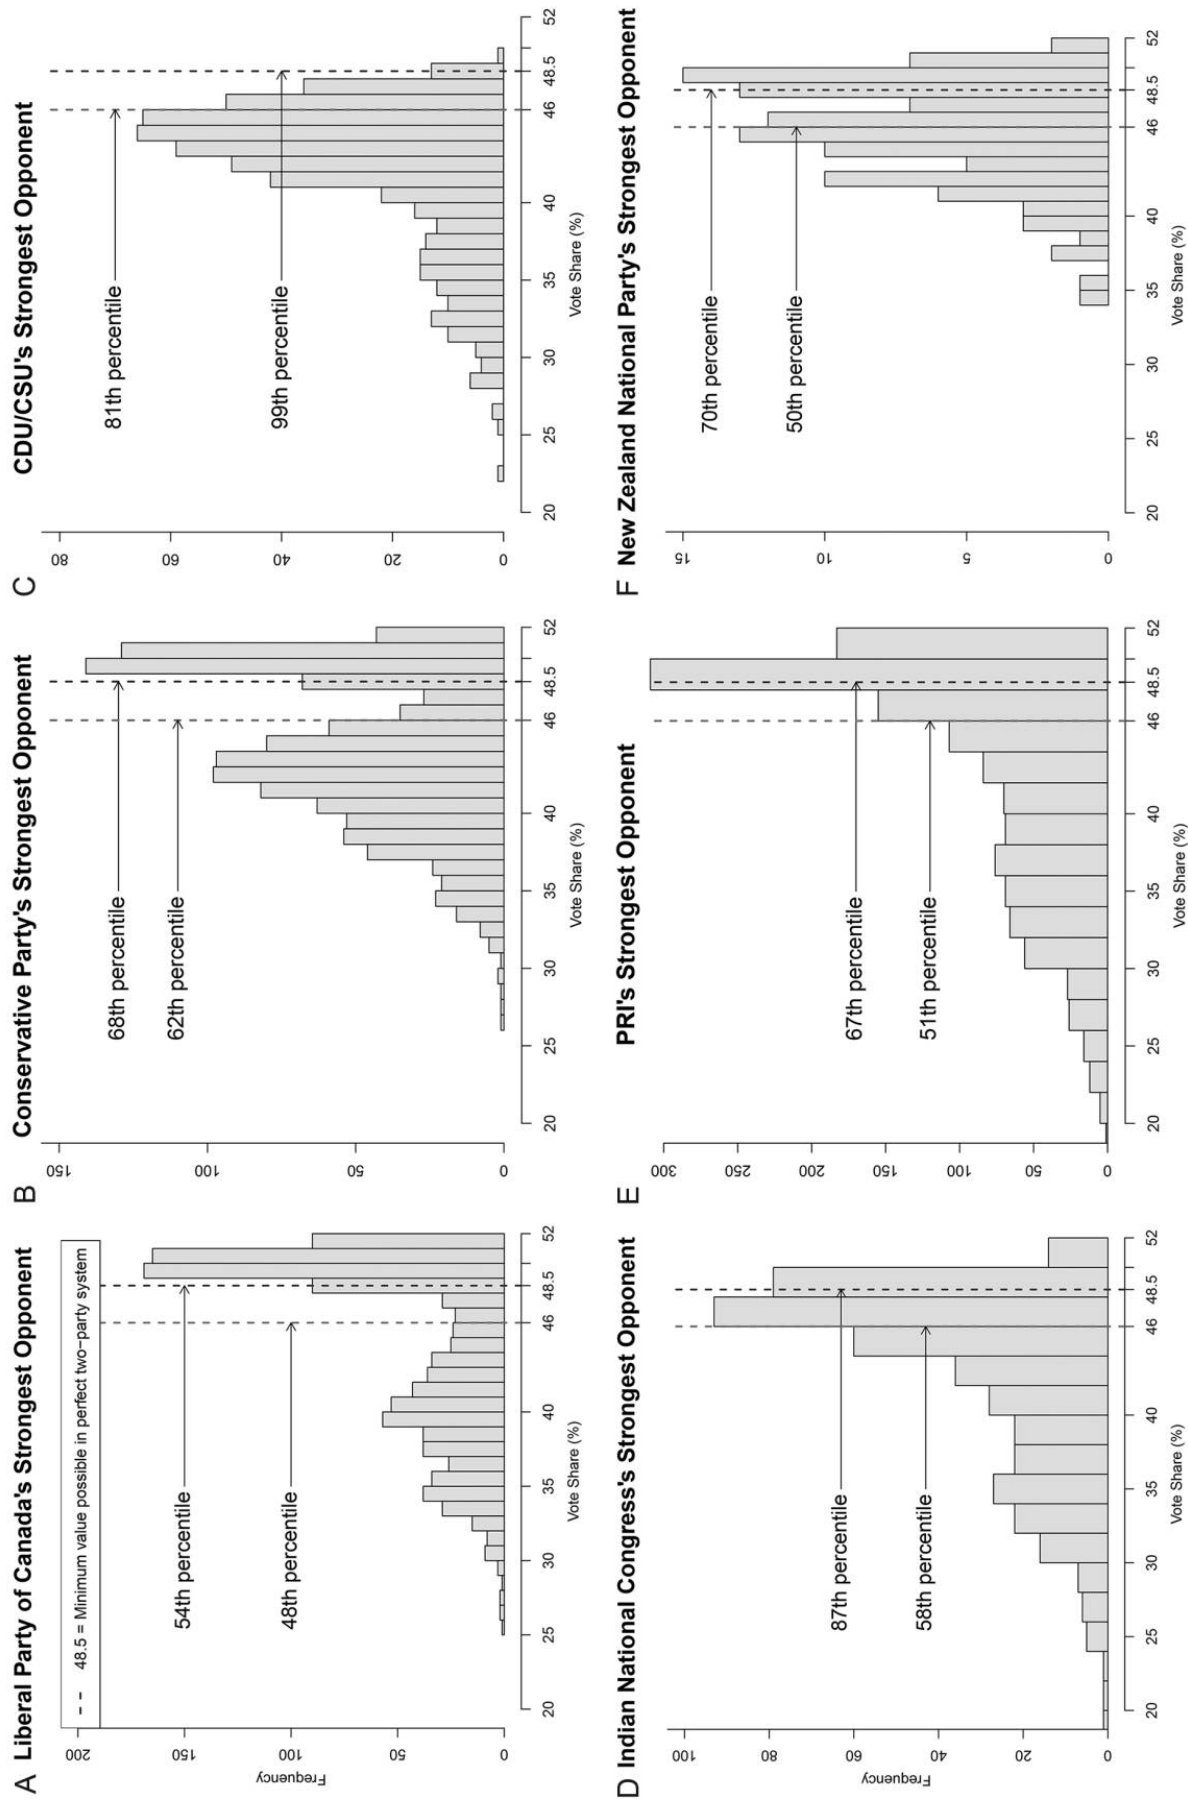 A Liberal Party of Canada's Strongest Opponent
48.5 = Minimum value possible in perfect two-party system
Frequency
0 50 100 150 200
54th percentile
48th percentile
20 25 30 35 40 46 48.5 52
Vote Share (%)
B Conservative Party's Strongest Opponent
0 50 100 150
68th percentile
62th percentile
20 25 30 35 40 46 48.5 52
Vote Share (%)
C CDU/CSU's Strongest Opponent
0 20 40 60 80
81th percentile
99th percentile
20 25 30 35 40 46 48.5 52
Vote Share (%)
D Indian National Congress's Strongest Opponent
Frequency
0 20 40 60 80 100
87th percentile
58th percentile
20 25 30 35 40 46 48.5 52
Vote Share (%)
E PRI's Strongest Opponent
0 50 100 150 200 250 300
67th percentile
51th percentile
20 25 30 35 40 46 48.5 52
Vote Share (%)
F New Zealand National Party's Strongest Opponent
0 5 10 15
70th percentile
50th percentile
20 25 30 35 40 46 48.5 52
Vote Share (%)